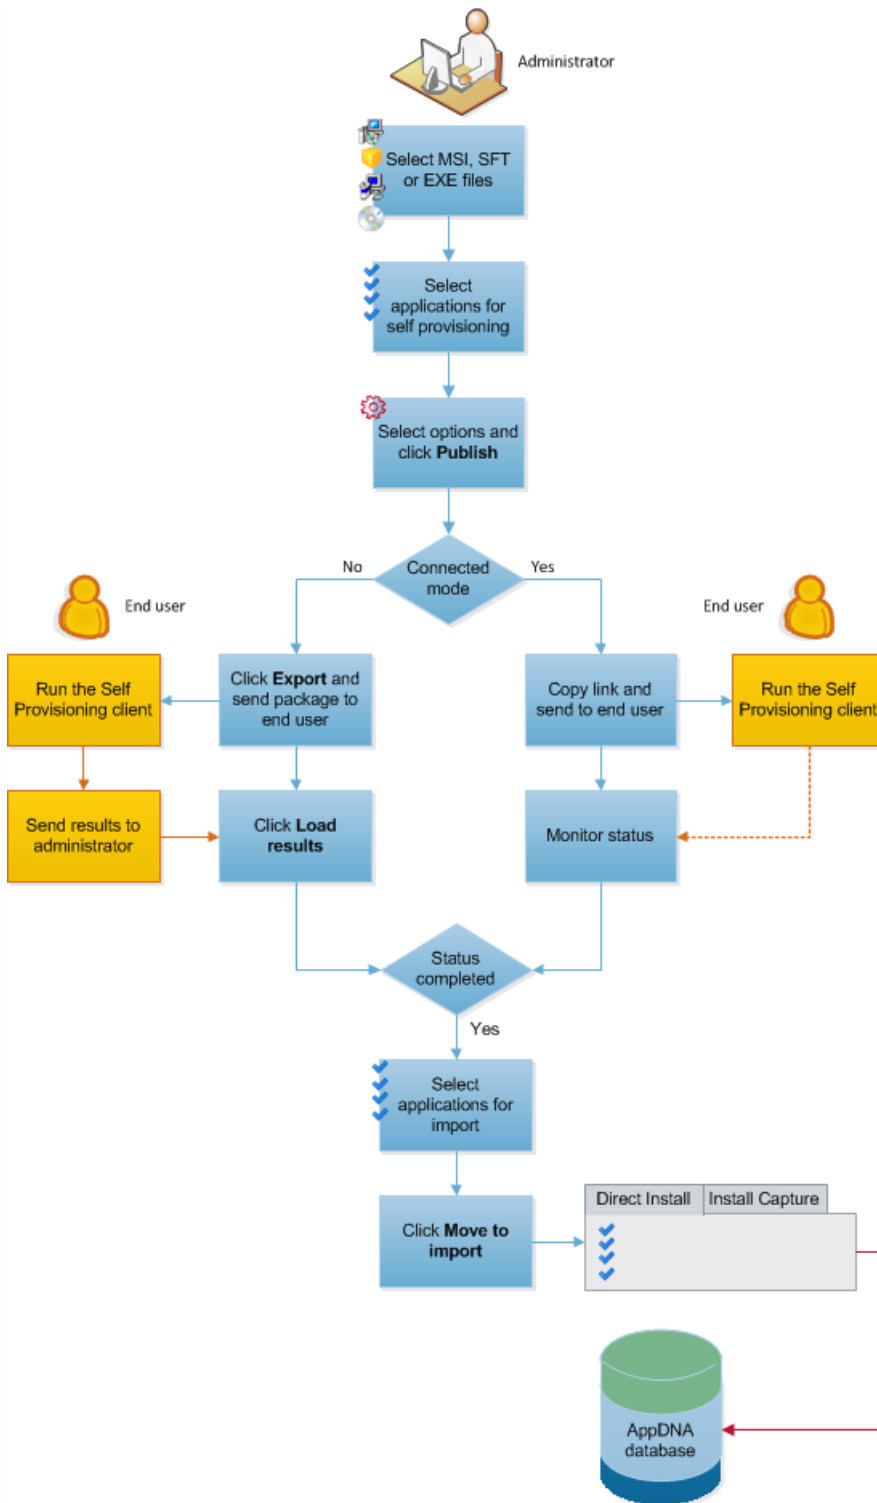 Administrator
Select MSI, SFT
or EXE files
Select
applications for
self provisioning
Select options and
click Publish
Connected
mode
No
Yes
End user
End user
Run the Self
Provisioning client
Click Export and
send package to
end user
Copy link and
send to end user
Run the Self
Provisioning client
Send results to
administrator
Click Load
results
Monitor status
Status
completed
Yes
Select
applications for
import
Click Move to
import
Direct Install
Install Capture
AppDNA
database